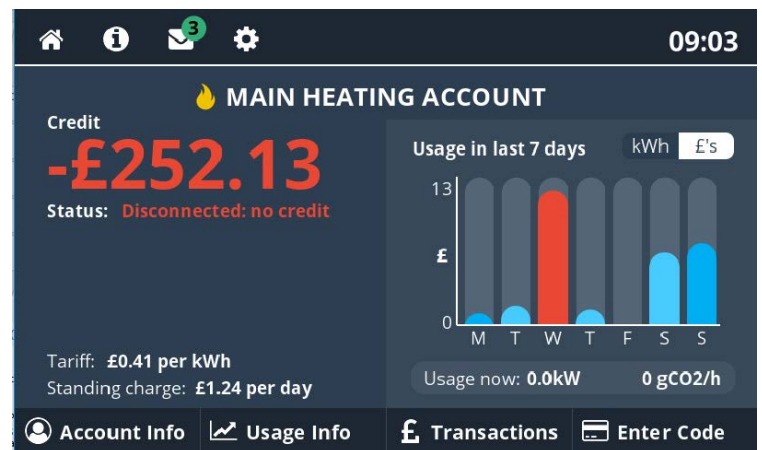 3
09:03
MAIN HEATING ACCOUNT
Credit
-£252.13
Status: Disconnected: no credit
Tariff: £0.41 per kWh
Standing charge: £1.24 per day
Usage in last 7 days
kWh £'s
13
£
0
M T W T F S S
Usage now: 0.0kW 0 gCO2/h
Account Info Usage Info £ Transactions Enter Code